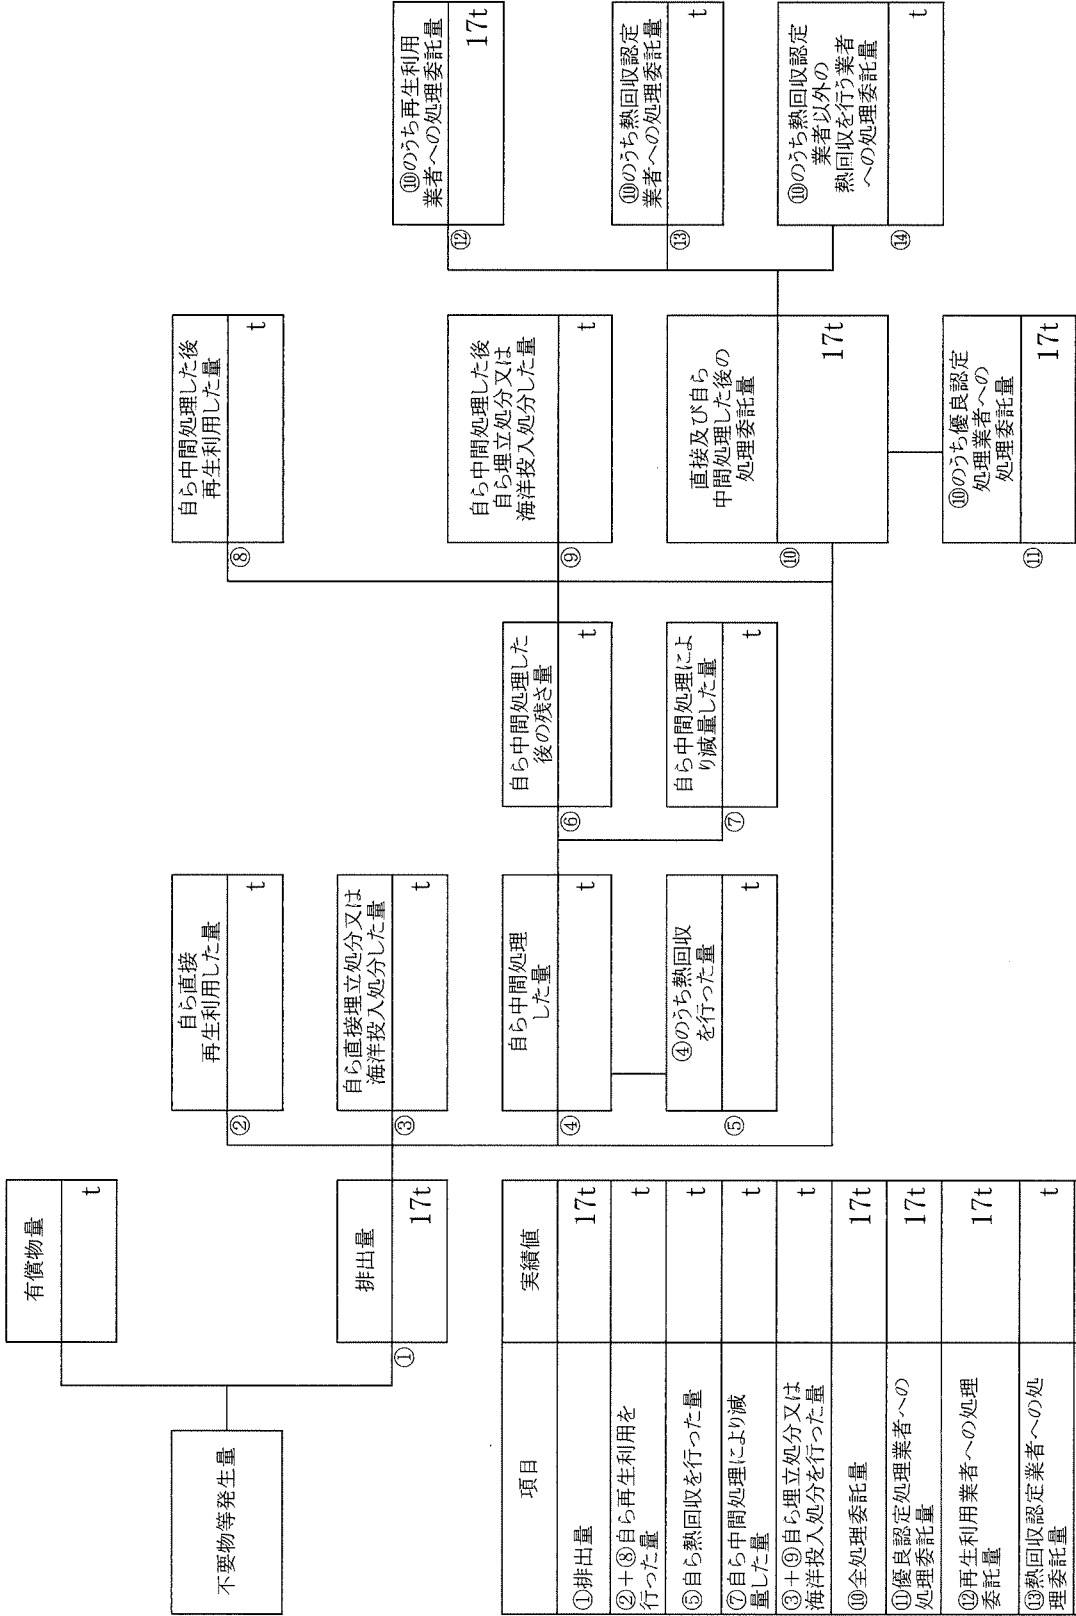 不要物等発生量
有償物量
t
①
排出量
17t
②
自ら直接
再生利用した量
t
③
自ら直接埋立処分又は
海洋投入処分した量
t
④
自ら中間処理
した量
t
⑤
④のうち熱回収
を行った量
t
⑥
自ら中間処理した
後の残さ量
t
⑦
自ら中間処理によ
り減量した量
t
⑧
自ら中間処理した後
再生利用した量
t
⑨
自ら中間処理した後
自ら埋立処分又は
海洋投入処分した量
t
⑩
直接及び自ら
中間処理した後の
処理委託量
17t
⑪
⑩のうち優良認定
処理業者への
処理委託量
17t
⑫
⑩のうち再生利用
業者への処理委託量
17t
⑬
⑩のうち熱回収認定
業者への処理委託量
t
⑭
⑩のうち熱回収認定
業者以外の
熱回収を行う業者
への処理委託量
t
項目 実績値
①排出量 17t
②+⑧自ら再生利用を
行った量 t
⑤自ら熱回収を行った量 t
⑦自ら中間処理により減
量した量 t
③+⑨自ら埋立処分又は
海洋投入処分を行った量 t
⑩全処理委託量 17t
⑪優良認定処理業者への
処理委託量 17t
⑫再生利用業者への処理
委託量 17t
⑬熱回収認定業者への処
理委託量 t